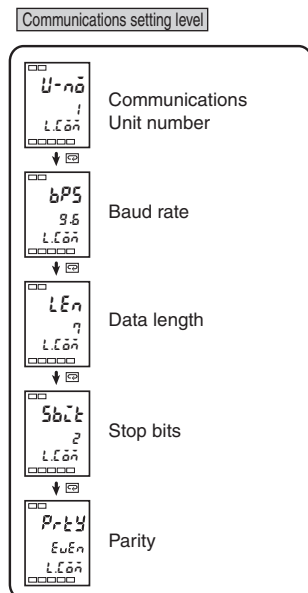 Communications setting level
U-no
1
L.Com
Communications
Unit number
bPS
9.6
L.Com
Baud rate
LEn
7
L.Com
Data length
Sbit
2
L.Com
Stop bits
PrtY
EuEn
L.Com
Parity